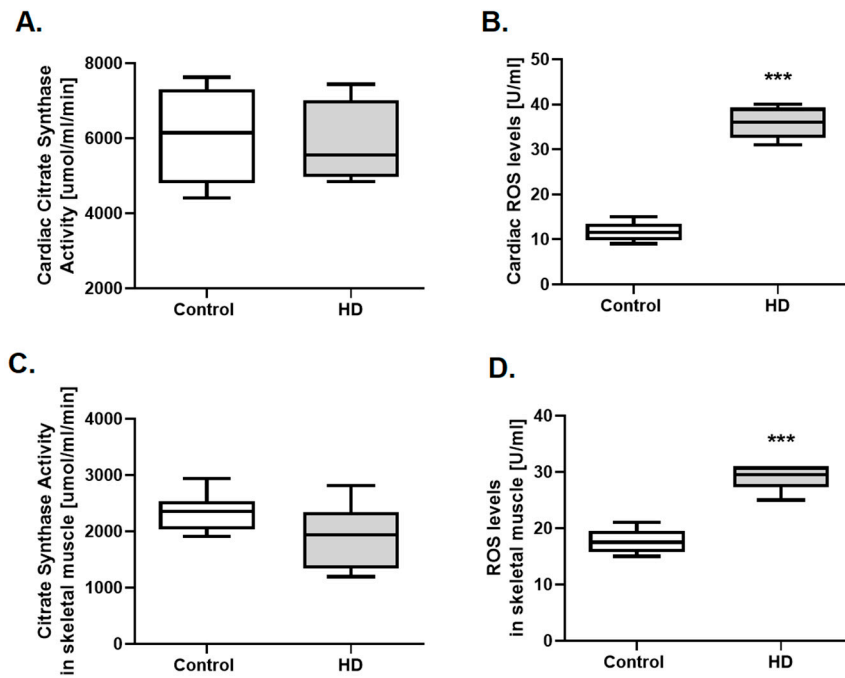 A.
Cardiac Citrate Synthase
Activity [umol/ml/min]
8000
6000
4000
2000
Control
HD
B.
Cardiac ROS levels [U/ml]
50
40
30
20
10
0
***
Control
HD
C.
Citrate Synthase Activity
in skeletal muscle [umol/ml/min]
4000
3000
2000
1000
0
Control
HD
D.
ROS levels
in skeletal muscle [U/ml]
40
30
20
10
0
***
Control
HD